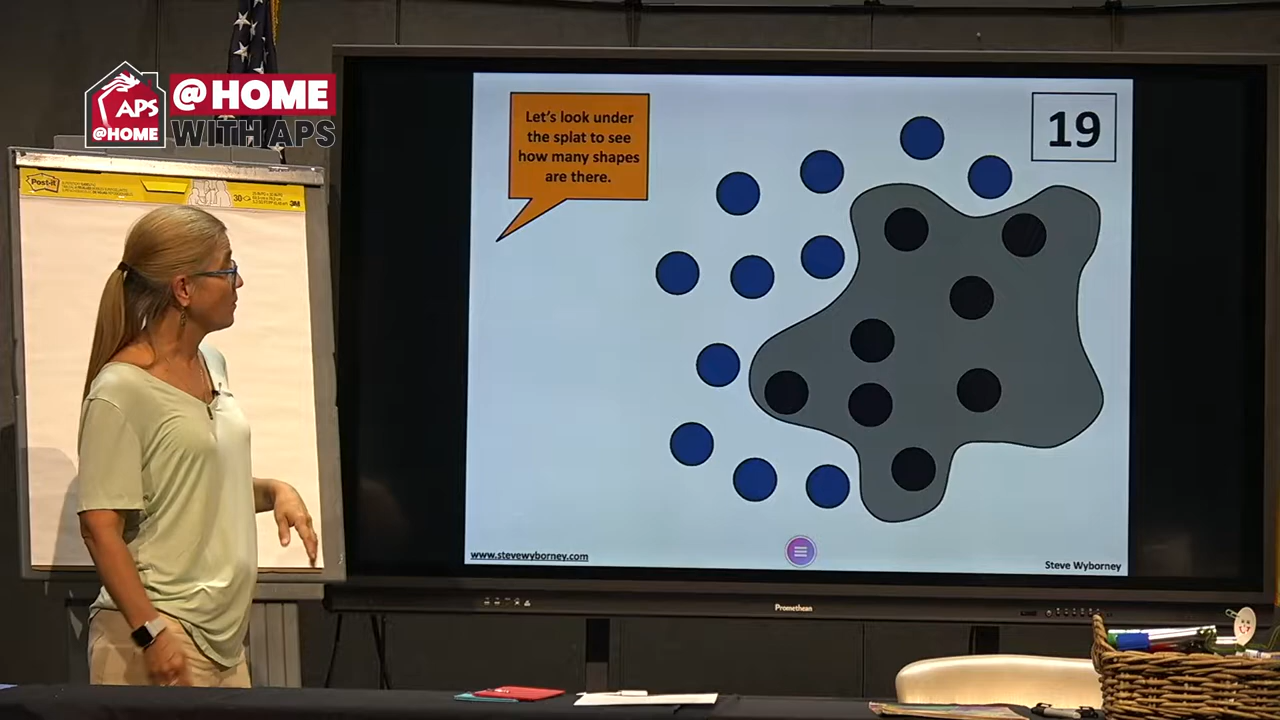 APS
@HOME
@HOME
WITH APS
Post-it
30
3M
Let's look under
the splat to see
how many shapes
are there.
19
www.stevewyborney.com
Steve Wyborney
Promethean